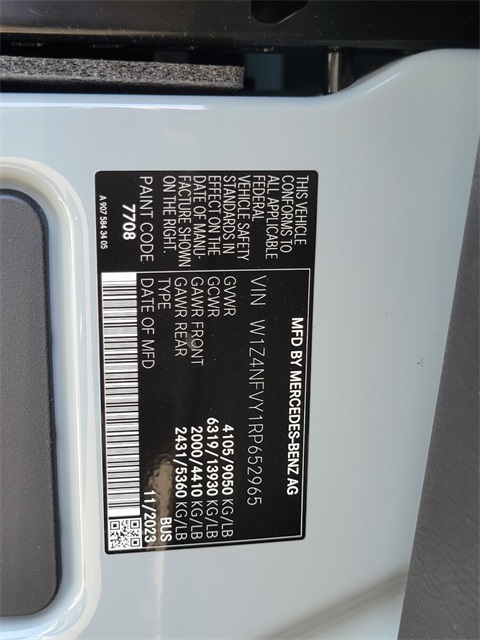 MFD BY MERCEDES-BENZ AG
VIN W1Z4NFVY1RP652965
THIS VEHICLE
CONFORMS TO
ALL APPLICABLE
FEDERAL
VEHICLE SAFETY
STANDARDS IN
EFFECT ON THE
DATE OF MANU-
FACTURE SHOWN
ON THE RIGHT.
GVWR 4105/9050 KG/LB
GCWR 6319/13930 KG/LB
GAWR FRONT 2000/4410 KG/LB
GAWR REAR 2431/5360 KG/LB
TYPE BUS
DATE OF MFD 11/2023
PAINT CODE
7708
A 907 584 34 05